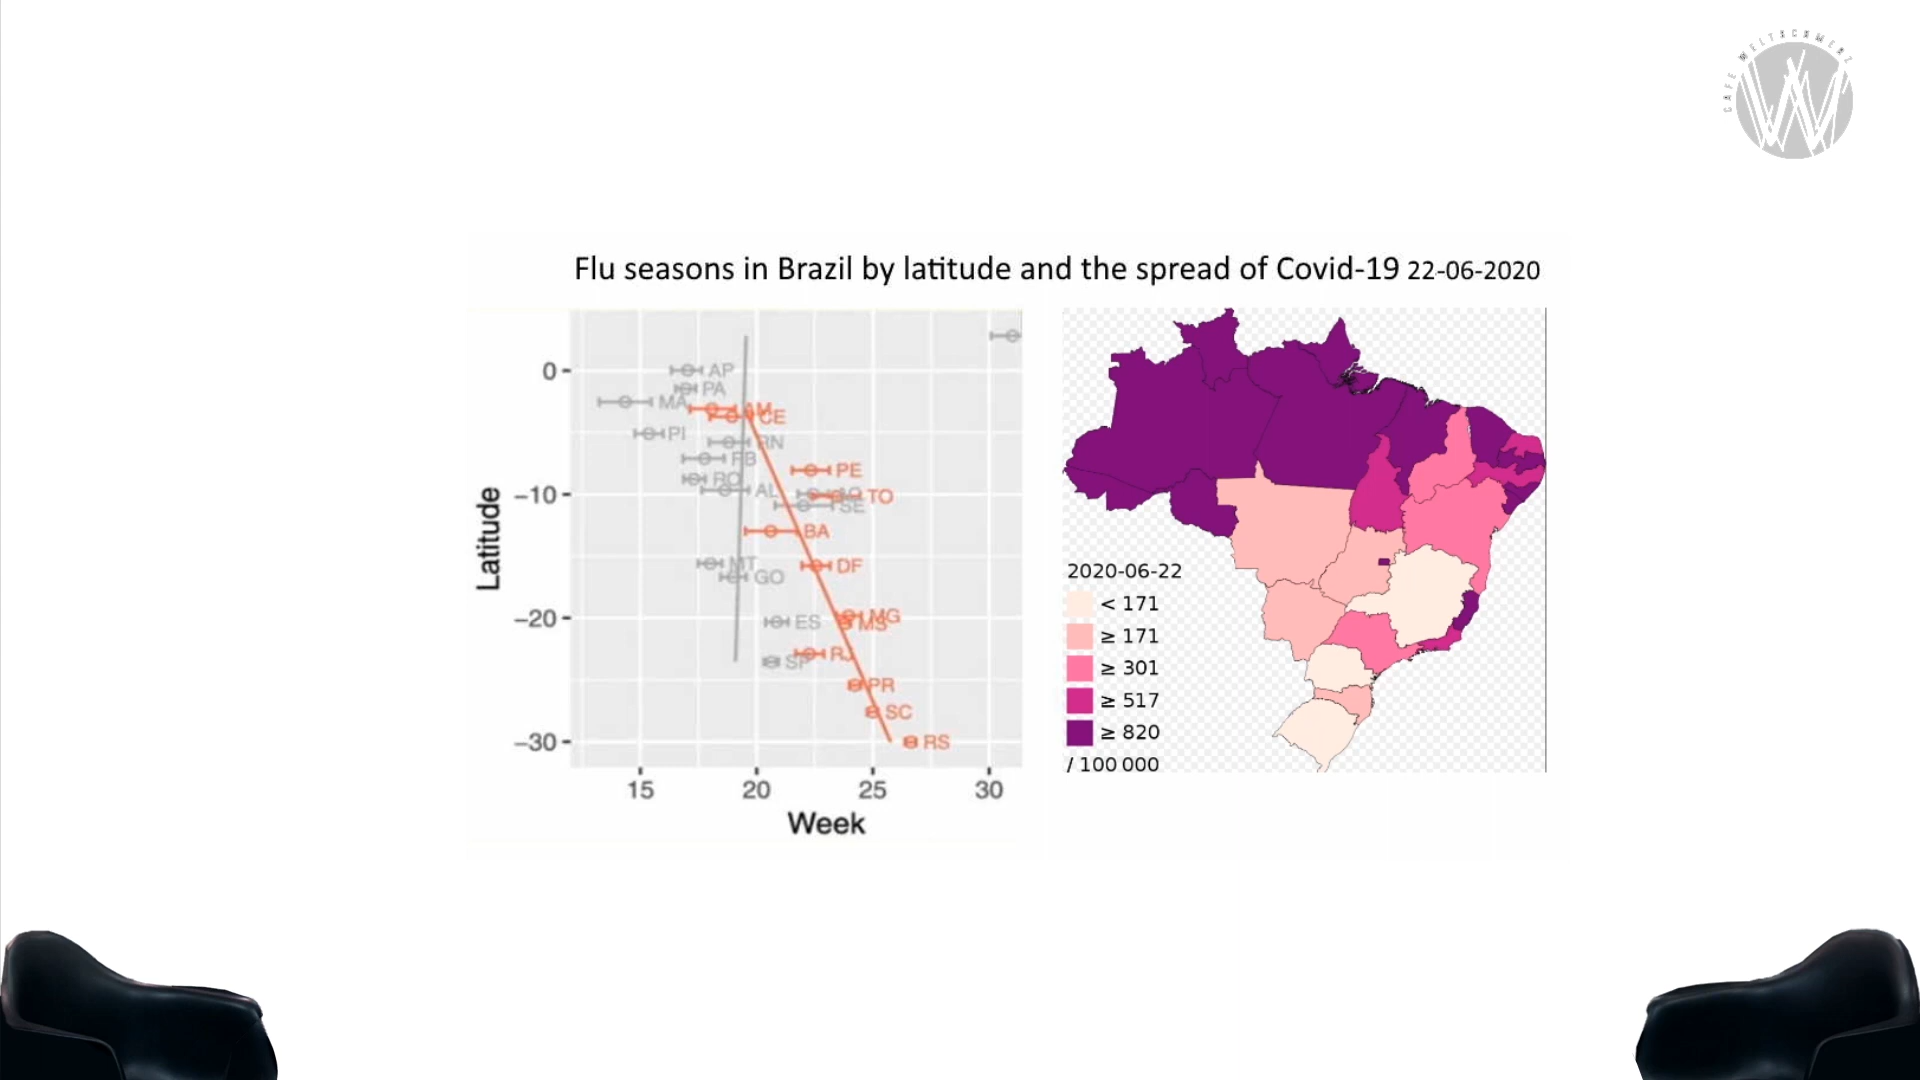 CAFE WELTSCHMERZ
Flu seasons in Brazil by latitude and the spread of Covid-19 22-06-2020
Latitude
0
−10
−20
−30
AP
PA
MA
AM
CE
PI
RN
PB
PE
RO
AL
TO
SE
BA
MT
DF
GO
MG
ES
MS
RJ
SP
PR
SC
RS
15
20
25
30
Week
2020-06-22
< 171
≥ 171
≥ 301
≥ 517
≥ 820
/ 100 000